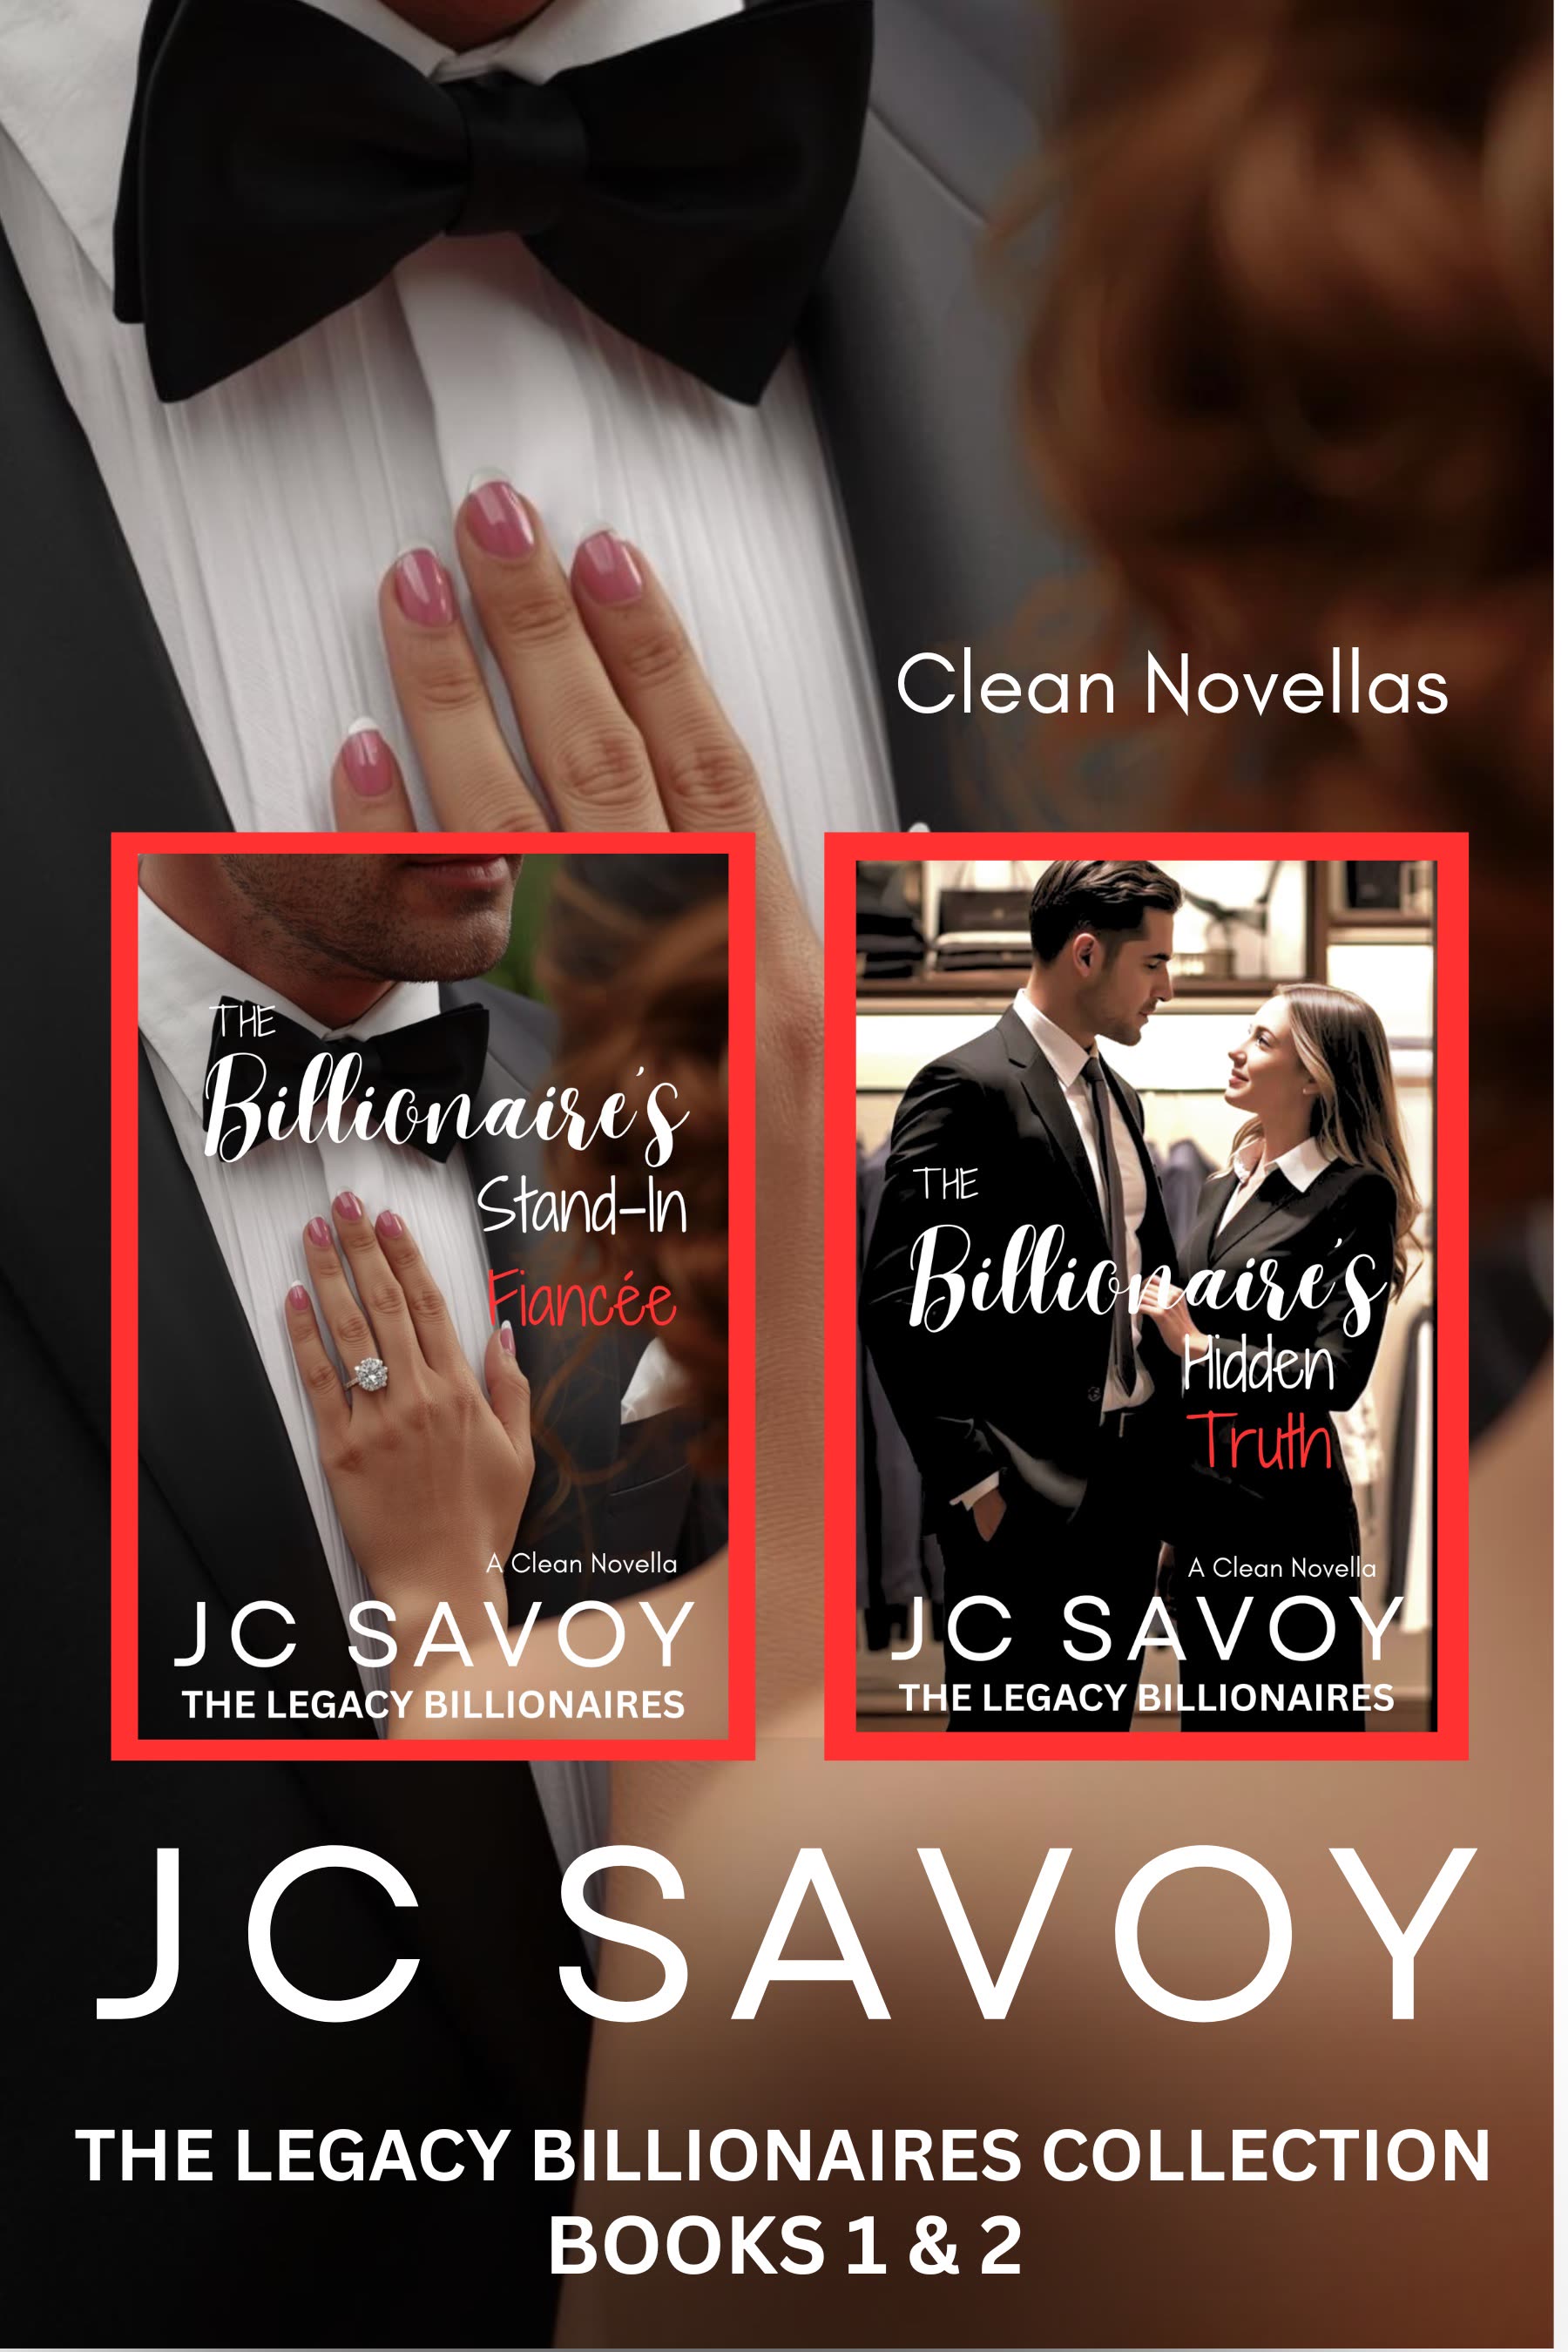 Clean Novellas
THE
Billionaire's
Stand-In
Fiancée
A Clean Novella
JC SAVOY
THE LEGACY BILLIONAIRES
THE
Billionaire's
Hidden
Truth
A Clean Novella
JC SAVOY
THE LEGACY BILLIONAIRES
JC SAVOY
THE LEGACY BILLIONAIRES COLLECTION
BOOKS 1 & 2